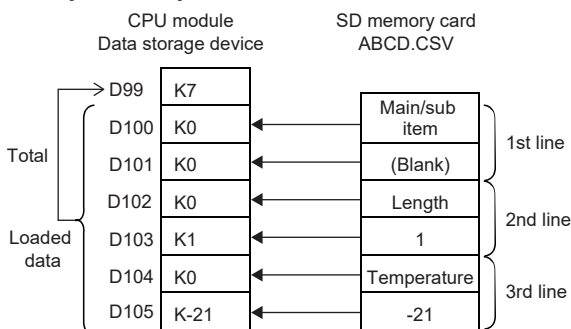 CPU module
Data storage device
SD memory card
ABCD.CSV
D99 K7
D100 K0 Main/sub item
D101 K0 (Blank)
1st line
D102 K0 Length
D103 K1 1
2nd line
D104 K0 Temperature
D105 K-21 -21
3rd line
Total
Loaded
data